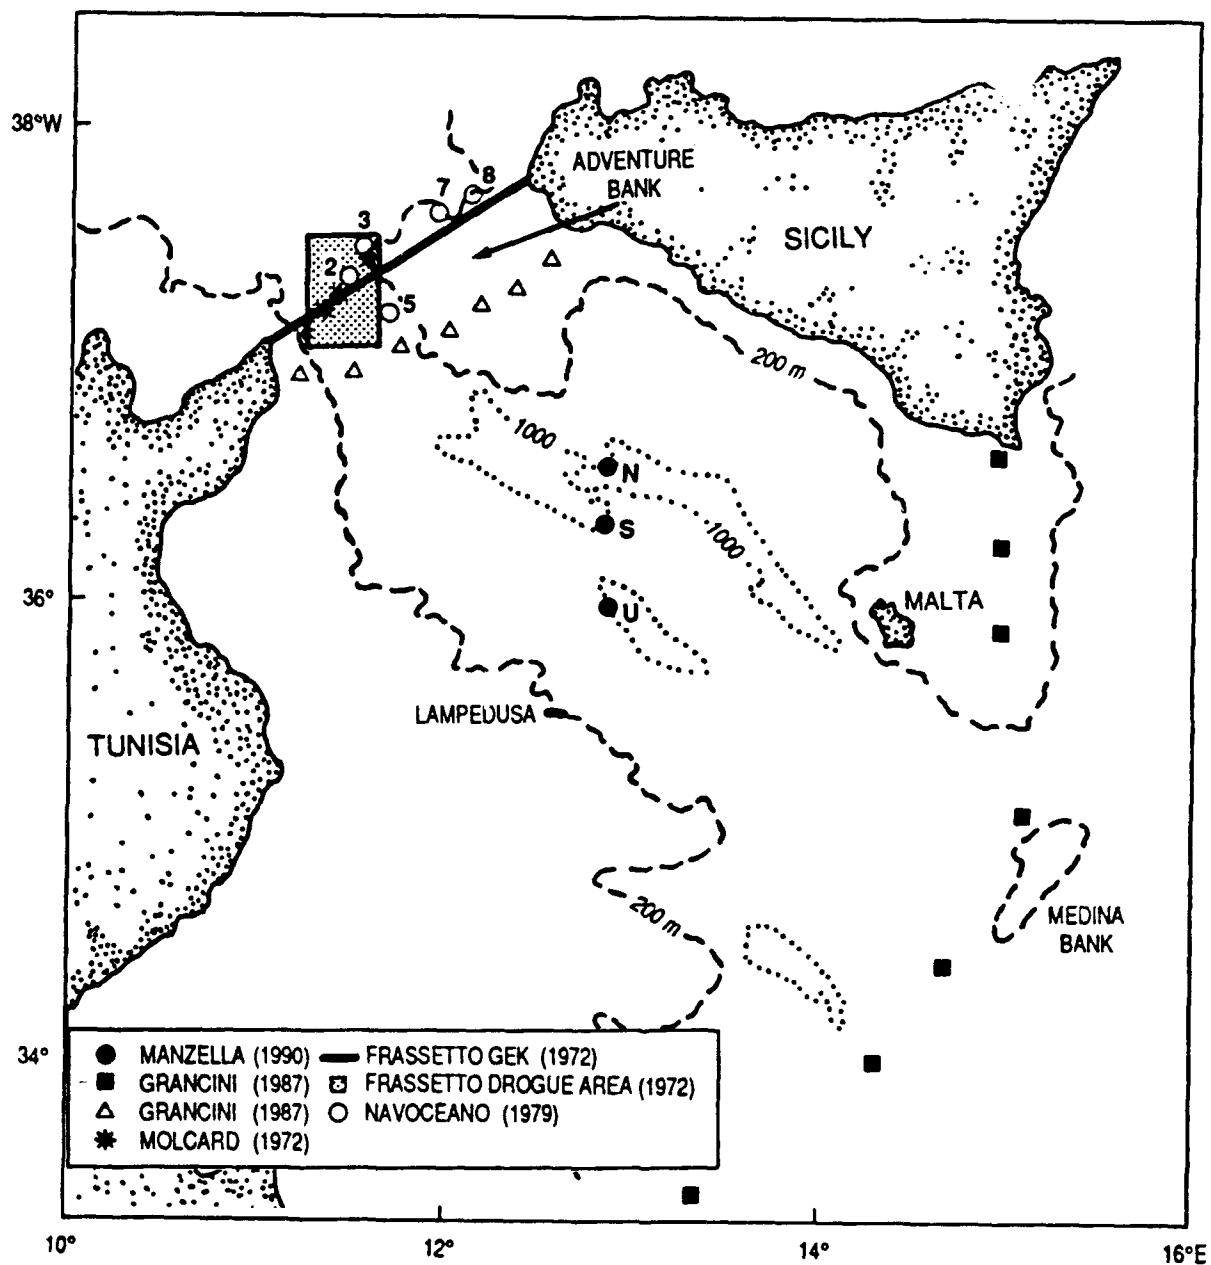 38°W
ADVENTURE
BANK
8
7
3
SICILY
2
5
200 m
1000
N
S
1000
36°
U
MALTA
LAMPEDUSA
TUNISIA
200 m
MEDINA
BANK
34°
MANZELLA (1990) FRASSETTO GEK (1972)
GRANCINI (1987) FRASSETTO DROGUE AREA (1972)
GRANCINI (1987) NAVOCEANO (1979)
MOLCARD (1972)
10° 12° 14° 16°E